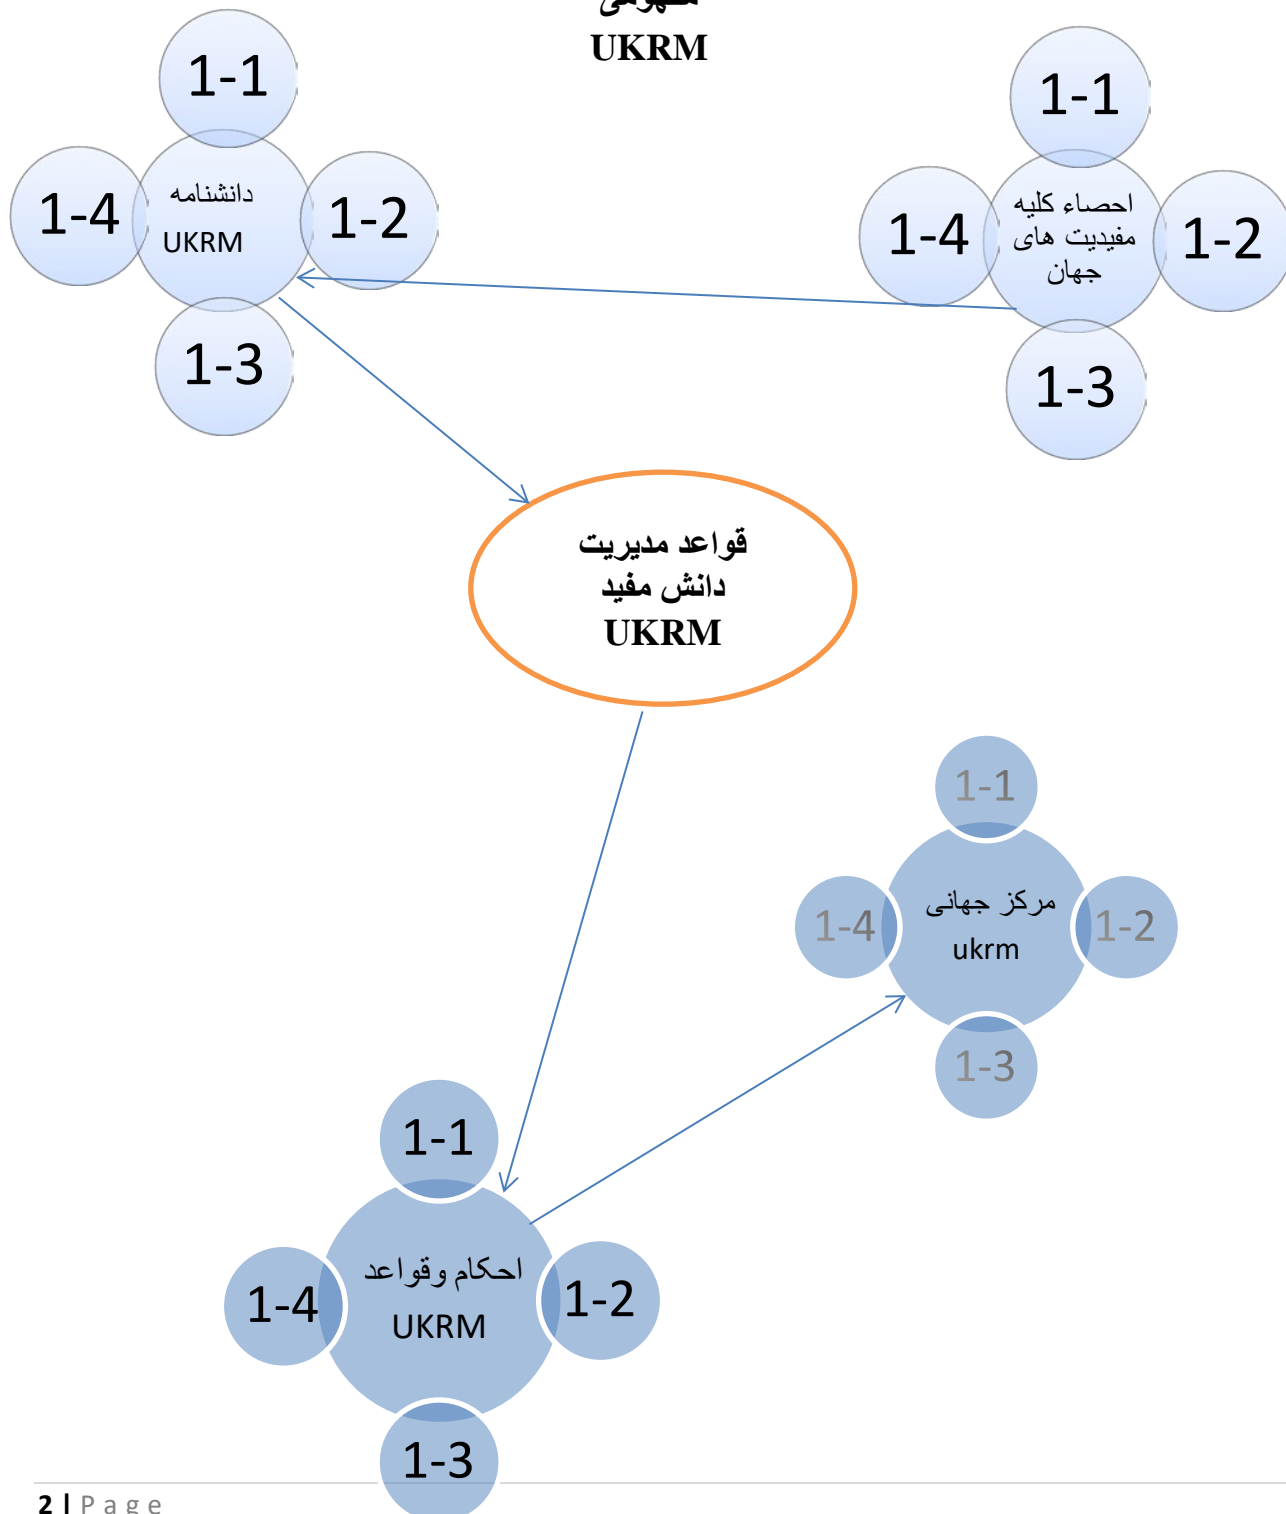 UKRM
1-1
1-4
دانشنامه
UKRM
1-2
1-3
1-1
1-4
احصاء کلیه
مفیدیت های
جهان
1-2
1-3
قواعد مدیریت
دانش مفید
UKRM
1-1
1-4
مرکز جهانی
ukrm
1-2
1-3
1-1
1-4
احکام وقواعد
UKRM
1-2
1-3
2 | Page